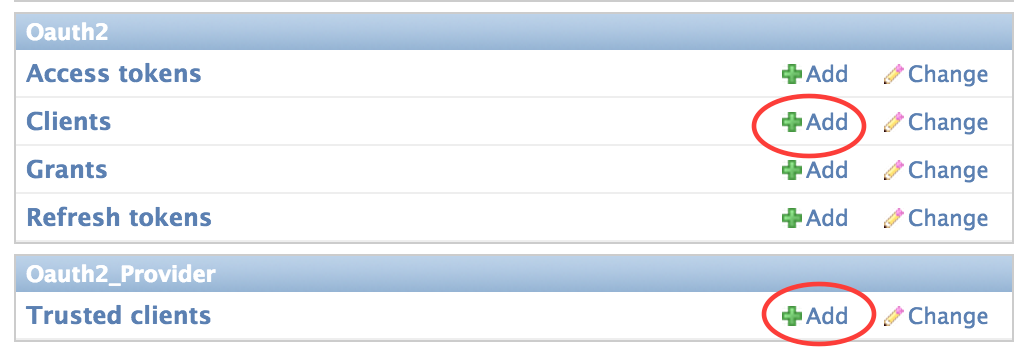 Oauth2
Access tokens Add Change
Clients Add Change
Grants Add Change
Refresh tokens Add Change
Oauth2_Provider
Trusted clients Add Change